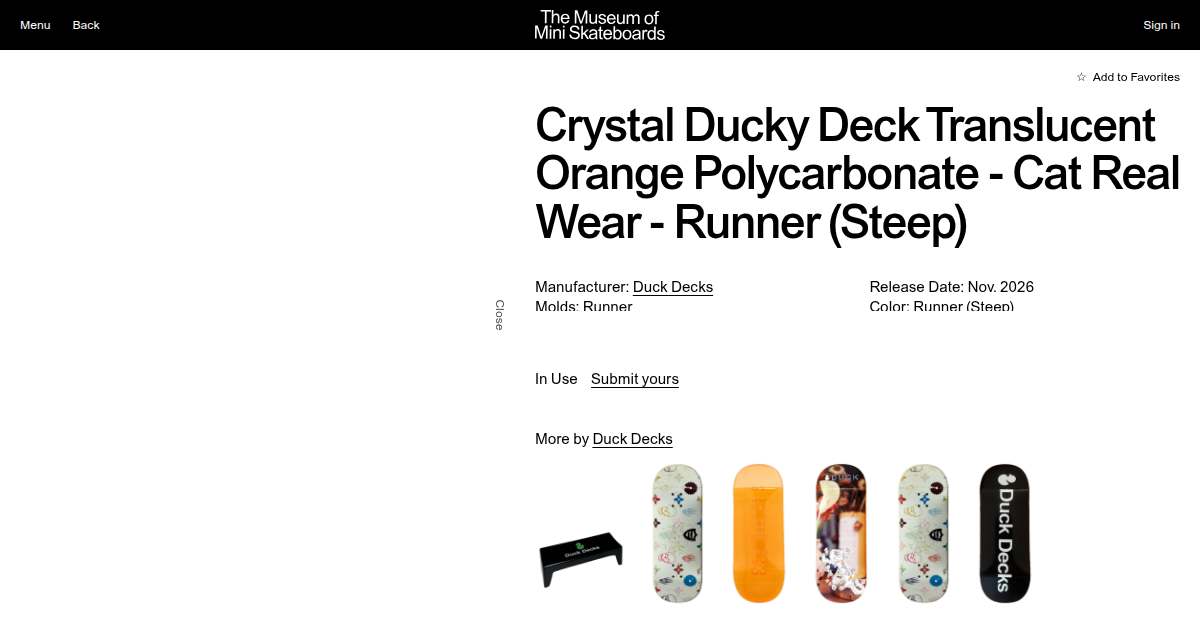 Menu
Back
The Museum of
Mini Skateboards
Sign in
☆ Add to Favorites
Crystal Ducky Deck Translucent
Orange Polycarbonate - Cat Real
Wear - Runner (Steep)
Manufacturer: Duck Decks
Release Date: Nov. 2026
Molds: Runner
Color: Runner (Steep)
Close
In Use
Submit yours
More by Duck Decks
Duck Decks
DUCK
Duck Decks